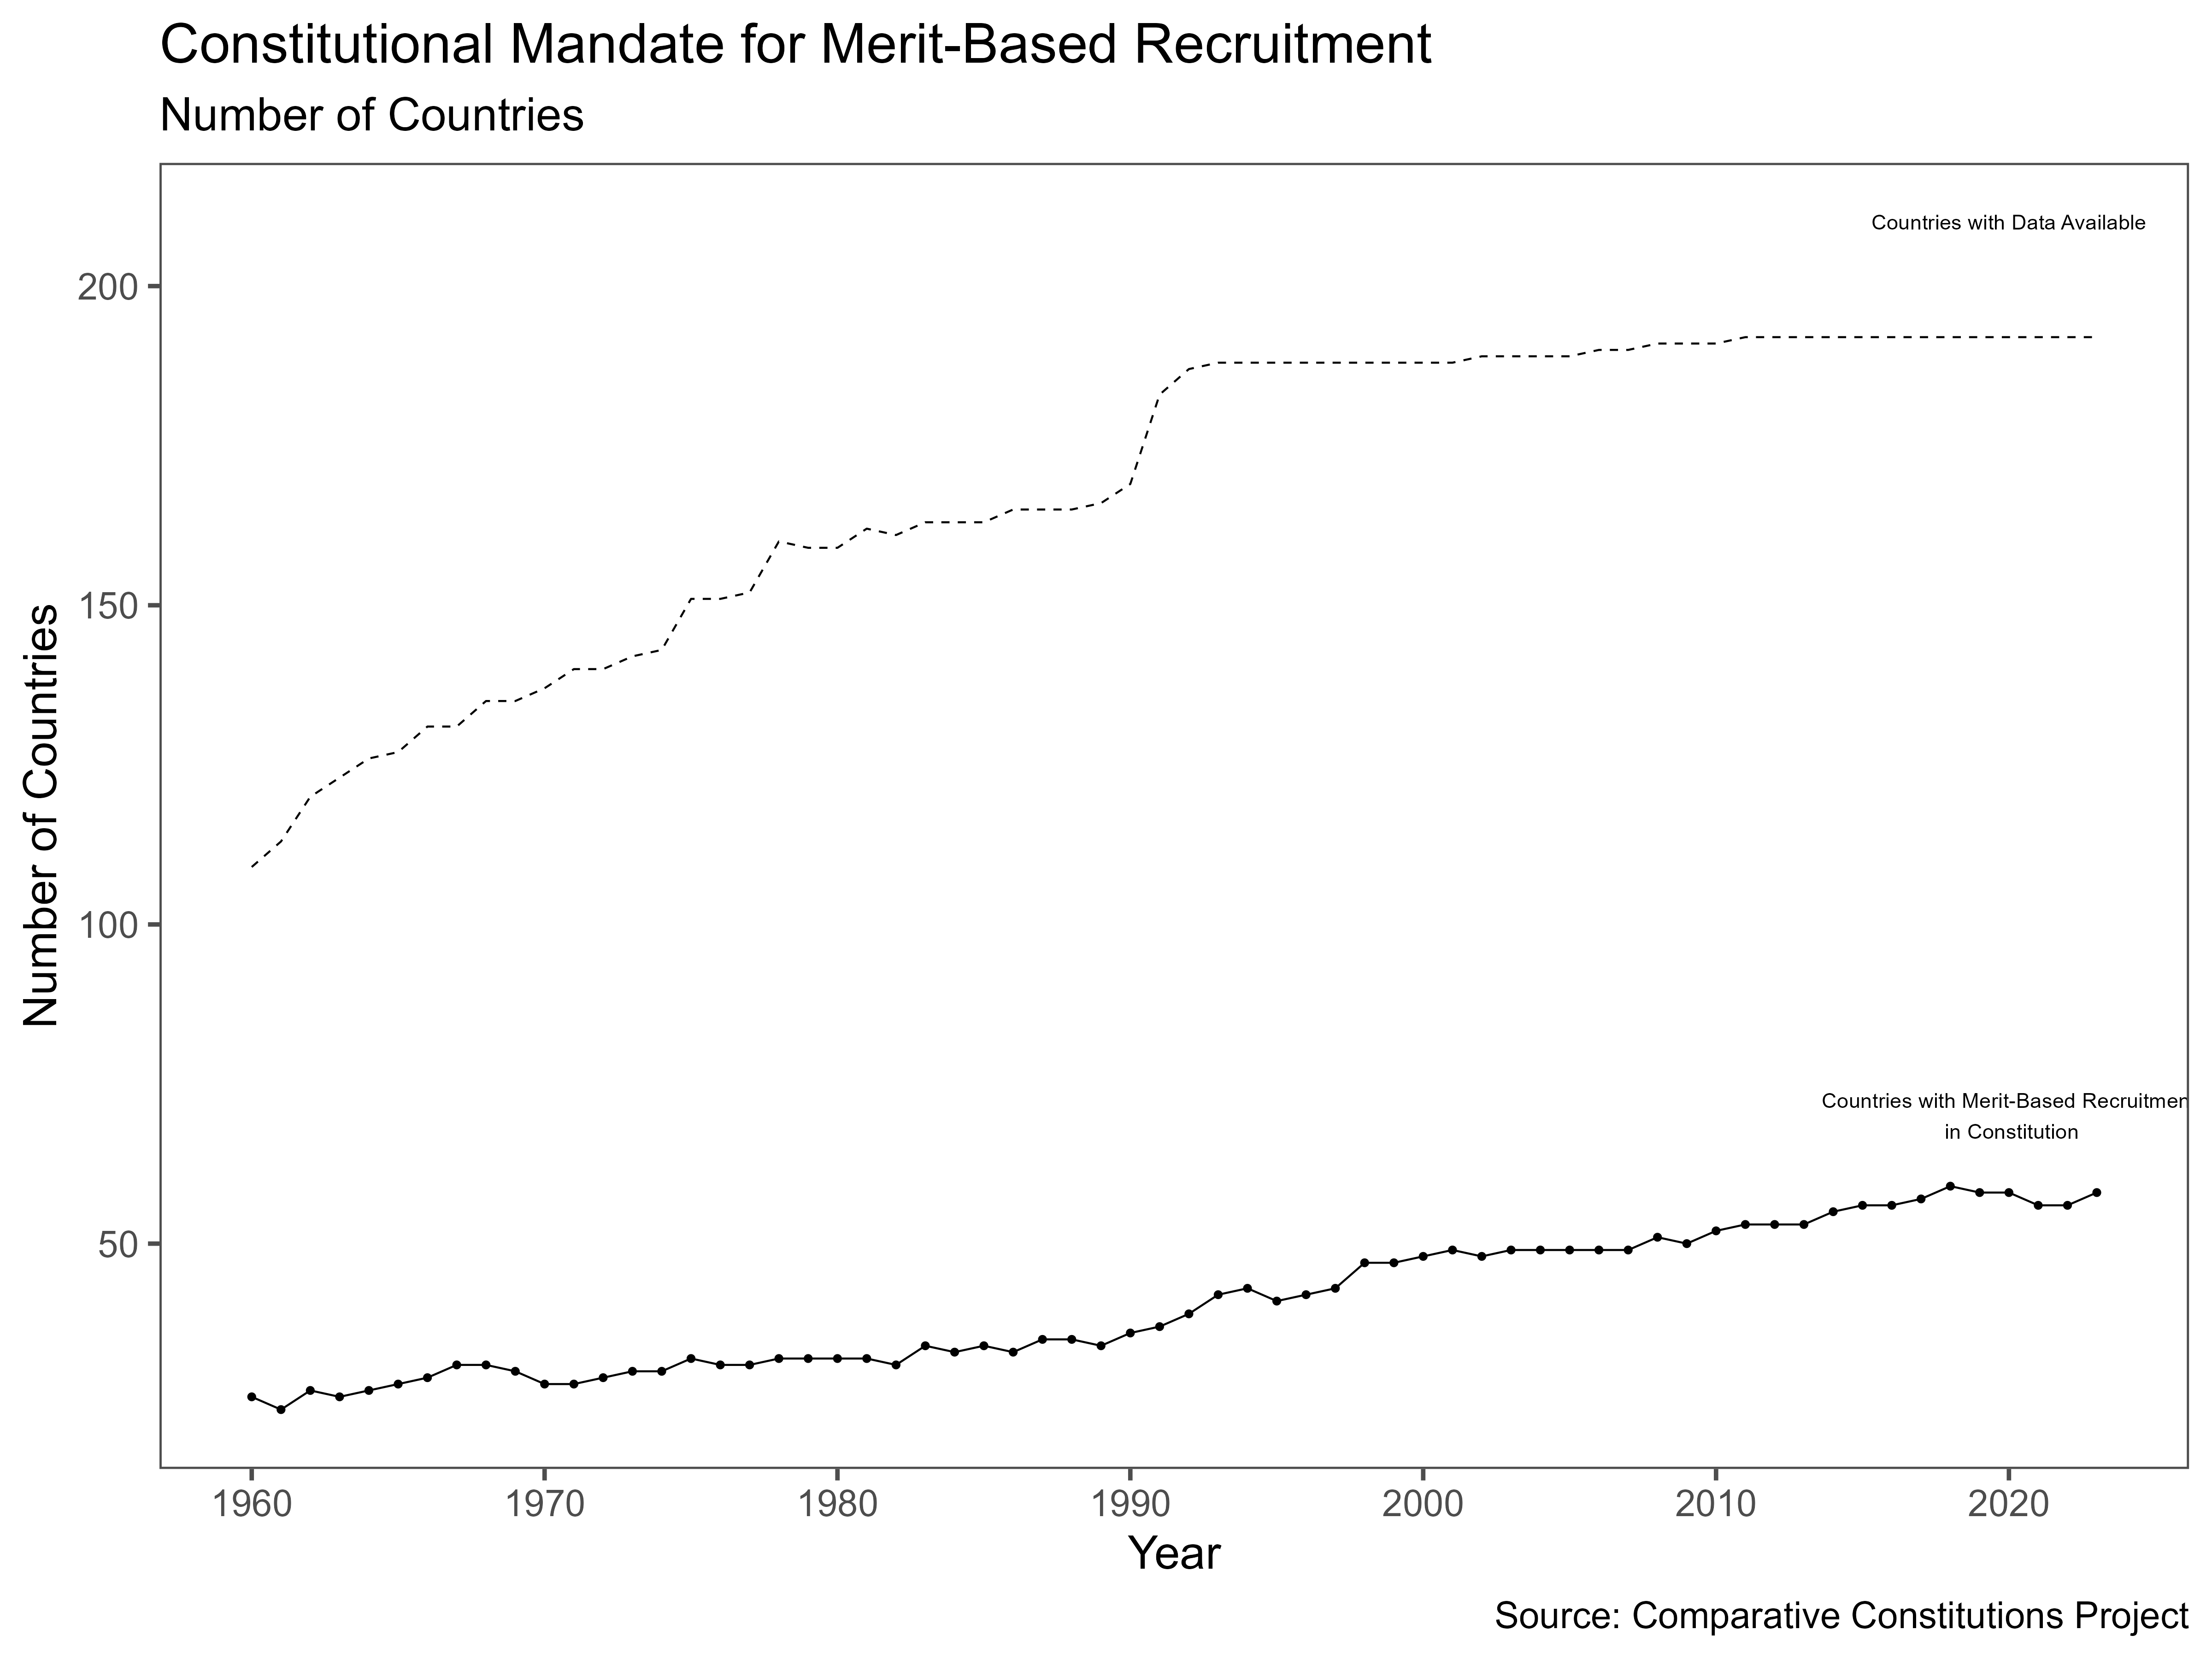 Constitutional Mandate for Merit-Based Recruitment
Number of Countries
Number of Countries
200
150
100
50
Countries with Data Available
Countries with Merit-Based Recruitmen
in Constitution
1960 1970 1980 1990 2000 2010 2020
Year
Source: Comparative Constitutions Project